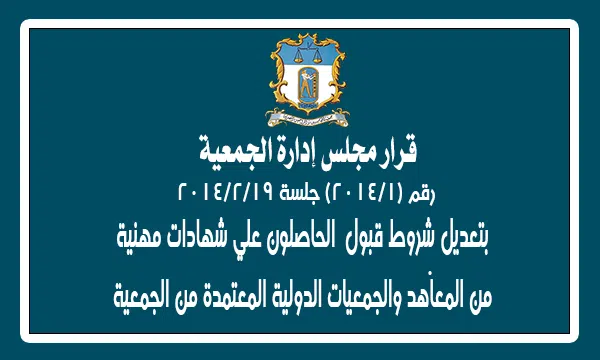 قرار مجلس إدارة الجمعية
رقم (٢٠١٤/١) جلسة ٢٠١٤/٢/١٩
بتعديل شروط قبول الحاصلون علي شهادات مهنية
من المعاهد والجمعيات الدولية المعتمدة من الجمعية